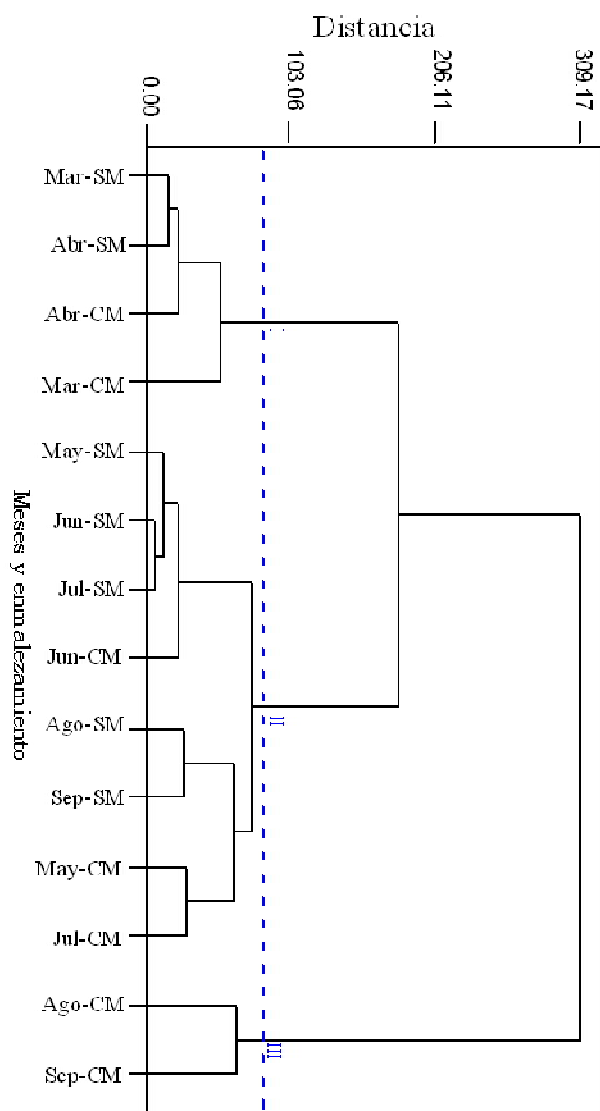 Distancia
0.00 103.06 206.11 309.17
Mar-SM
Abr-SM
Abr-CM
Mar-CM
May-SM
Jun-SM
Jul-SM
Jun-CM
Ago-SM
II
Sep-SM
May-CM
Jul-CM
Ago-CM
III
Sep-CM
Meses y enmalezamiento